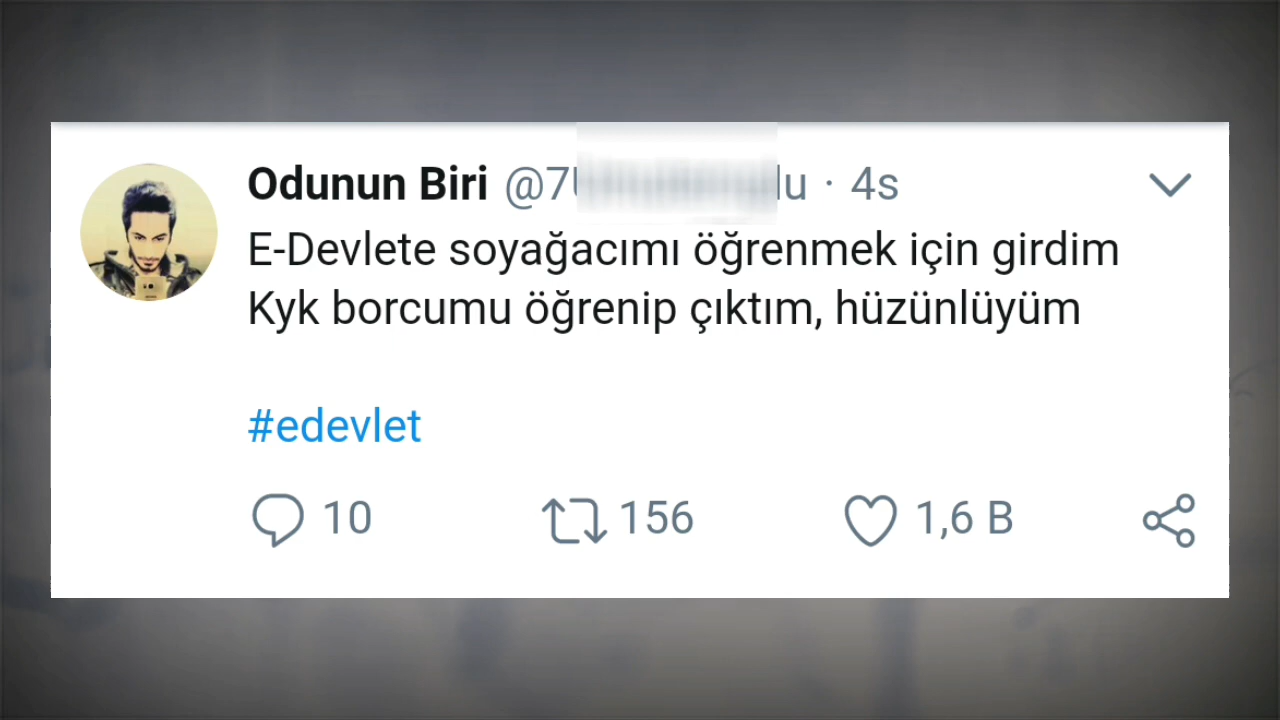 Odunun Biri · 4s
E-Devlete soyağacımı öğrenmek için girdim
Kyk borcumu öğrenip çıktım, hüzünlüyüm
#edevlet
10 156 1,6 B